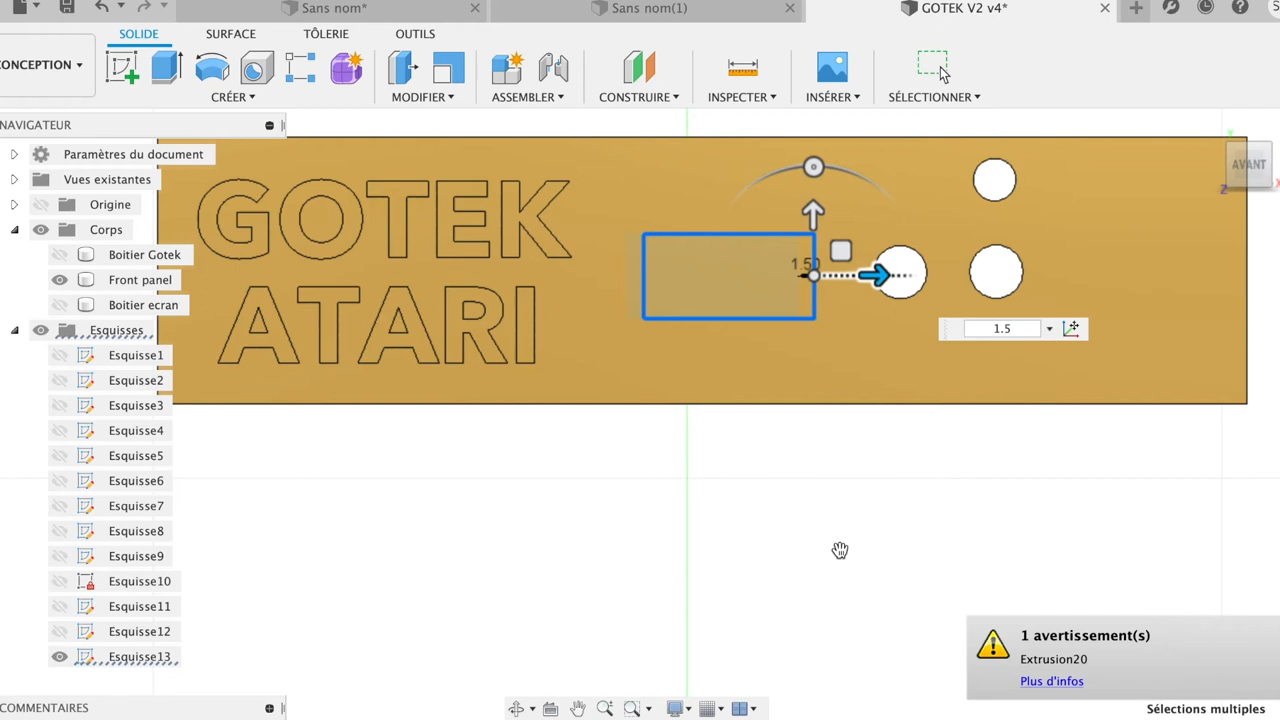 Sans nom*
Sans nom(1)
GOTEK V2 v4*
SOLIDE
SURFACE
TÔLERIE
OUTILS
ONCEPTION
CRÉER
MODIFIER
ASSEMBLER
CONSTRUIRE
INSPECTER
INSÉRER
SÉLECTIONNER
NAVIGATEUR
Paramètres du document
Vues existantes
Origine
Corps
Boitier Gotek
Front panel
Boitier ecran
Esquisses
Esquisse1
Esquisse2
Esquisse3
Esquisse4
Esquisse5
Esquisse6
Esquisse7
Esquisse8
Esquisse9
Esquisse10
Esquisse11
Esquisse12
Esquisse13
GOTEK
ATARI
1.50
1.5
AVANT
Z
1 avertissement(s)
Extrusion20
Plus d'infos
COMMENTAIRES
Sélections multiples